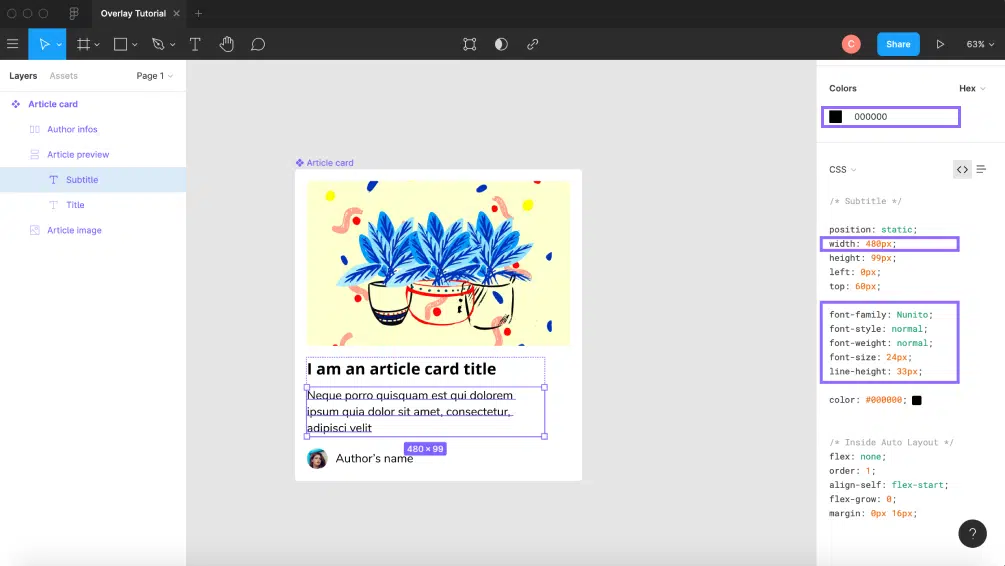 Overlay Tutorial
Share
63%
C
Layers
Assets
Page 1
Article card
Author infos
Article preview
Subtitle
Title
Article image
Article card
I am an article card title
Neque porro quisquam est qui dolorem
ipsum quia dolor sit amet, consectetur,
adipisci velit
480 × 99
Author's name
Colors
Hex
000000
CSS
/* Subtitle */
position: static;
width: 480px;
height: 99px;
left: 0px;
top: 60px;
font-family: Nunito;
font-style: normal;
font-weight: normal;
font-size: 24px;
line-height: 33px;
color: #000000;
/* Inside Auto Layout */
flex: none;
order: 1;
align-self: flex-start;
flex-grow: 0;
margin: 0px 16px;
?